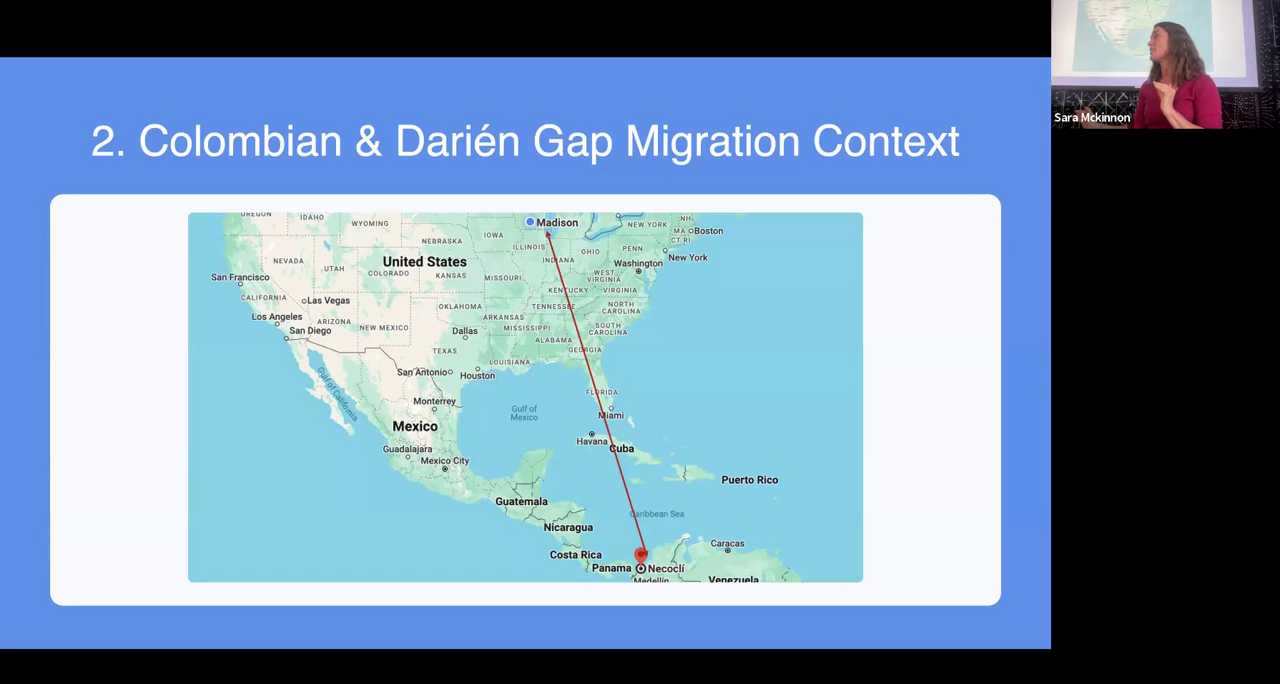 2. Colombian & Darién Gap Migration Context
Sara Mckinnon
OREGON
IDAHO
WYOMING
Madison
NEW YORK
NH
MA
Boston
CT RI
IOWA
NEBRASKA
ILLINOIS
OHIO
PENN
New York
NEVADA
UTAH
United States
INDIANA
Washington
San Francisco
COLORADO
KANSAS
MISSOURI
WEST
VIRGINIA
CALIFORNIA
Las Vegas
KENTUCKY
VIRGINIA
OKLAHOMA
TENNESSEE
NORTH
CAROLINA
Los Angeles
ARIZONA
NEW MEXICO
ARKANSAS
San Diego
Dallas
MISSISSIPPI
SOUTH
CAROLINA
ALABAMA
TEXAS
GEORGIA
LOUISIANA
San Antonio
Houston
Gulf of
California
FLORIDA
Monterrey
Gulf of
Mexico
Miami
Mexico
Havana
Cuba
Guadalajara
Mexico City
Puerto Rico
Guatemala
Caribbean Sea
Nicaragua
Caracas
Costa Rica
Panama
Necoclí
Medellín
Venezuela